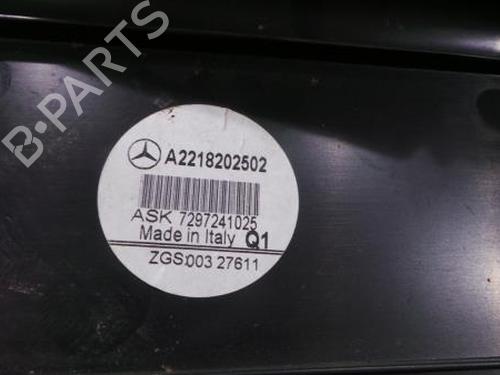 B-PARTS
A2218202502
ASK 7297241025
Made in Italy Q1
ZGS:003 27611